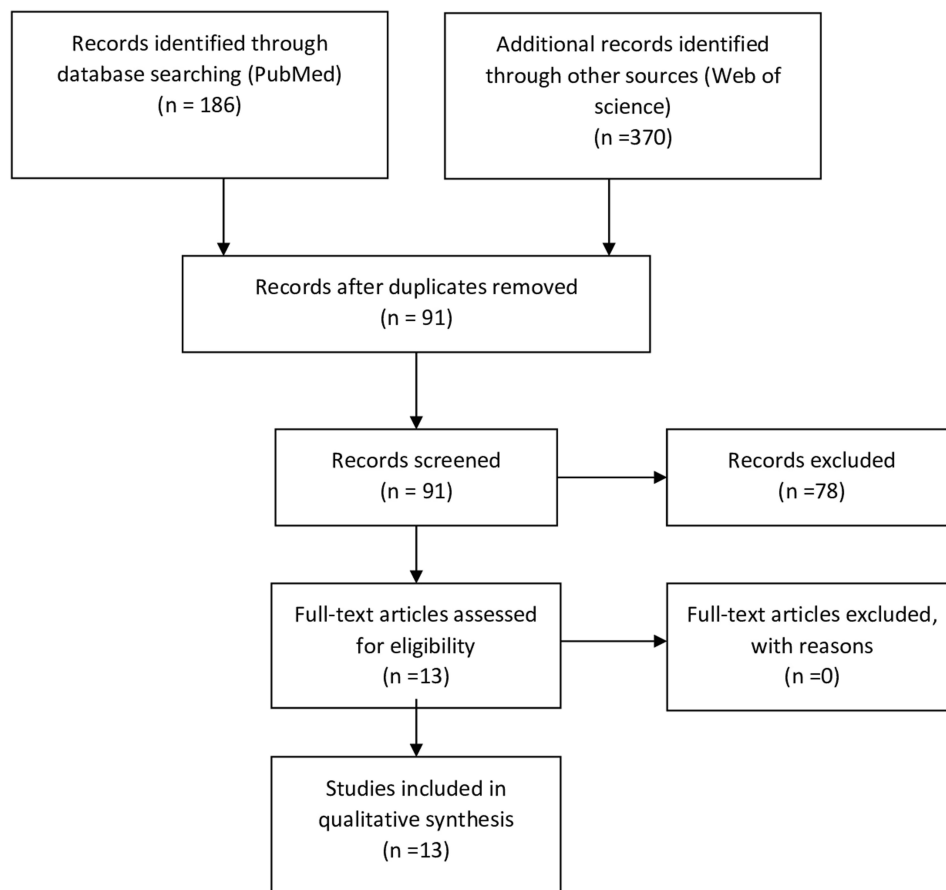 Records identified through
database searching (PubMed)
(n = 186)
Additional records identified
through other sources (Web of
science)
(n =370)
Records after duplicates removed
(n = 91)
Records screened
(n = 91)
Records excluded
(n =78)
Full-text articles assessed
for eligibility
(n =13)
Full-text articles excluded,
with reasons
(n =0)
Studies included in
qualitative synthesis
(n =13)